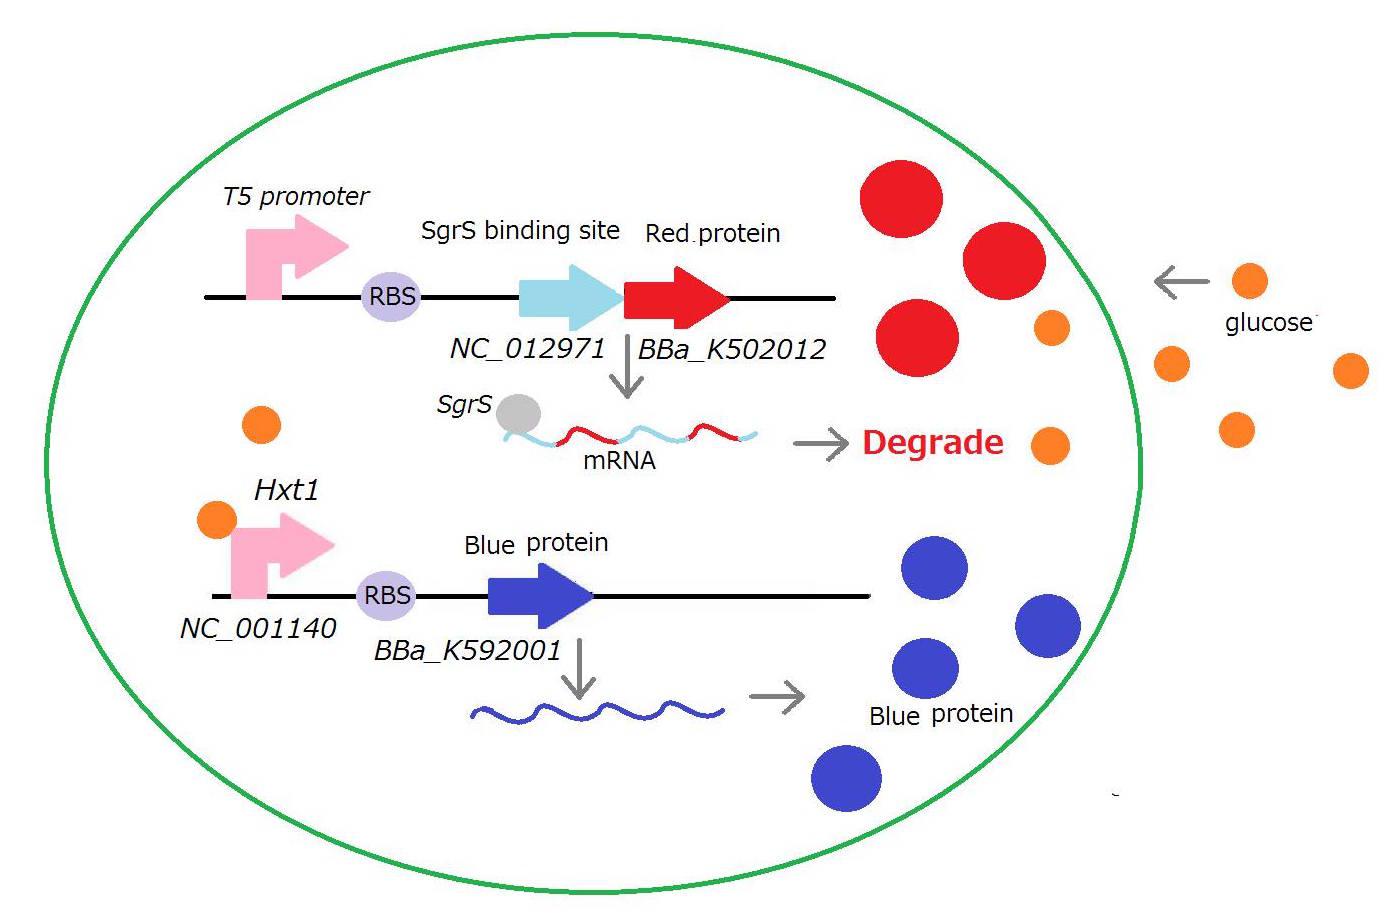 T5 promoter
SgrS binding site
Red protein
RBS
NC_012971
BBa_K502012
glucose
SgrS
mRNA
Degrade
Hxt1
Blue protein
RBS
NC_001140
BBa_K592001
Blue protein